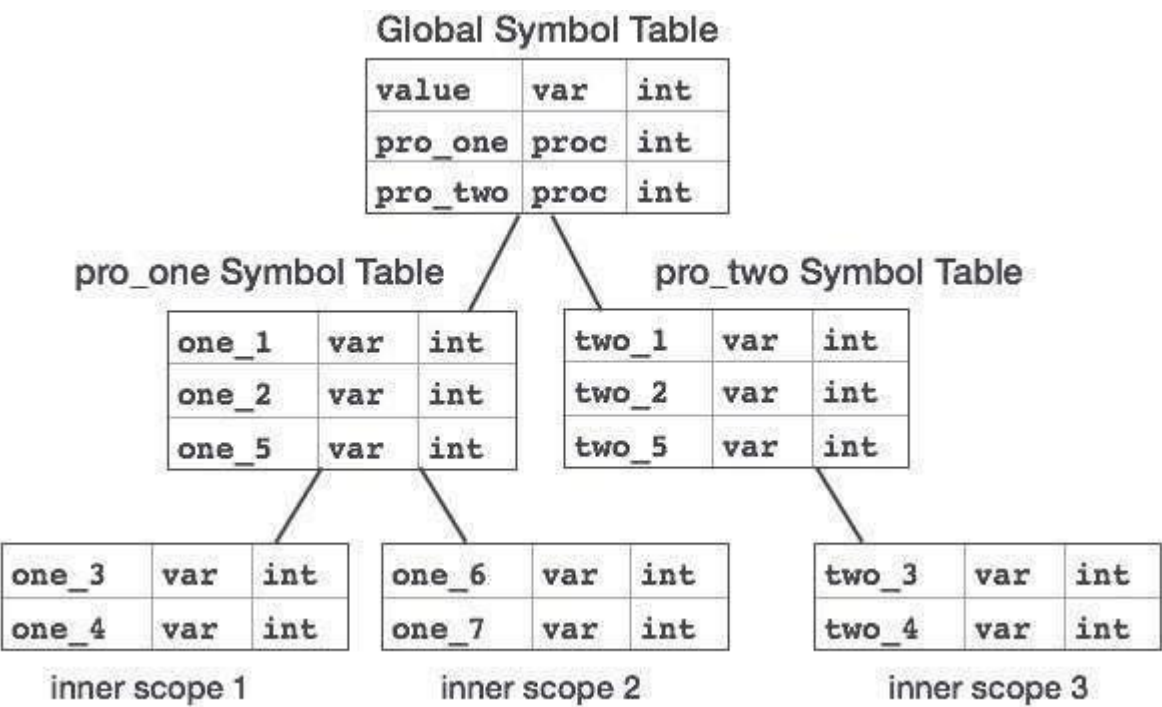 Global Symbol Table
value var int
pro_one proc int
pro_two proc int
pro_one Symbol Table
one_1 var int
one_2 var int
one_5 var int
pro_two Symbol Table
two_1 var int
two_2 var int
two_5 var int
one_3 var int
one_4 var int
inner scope 1
one_6 var int
one_7 var int
inner scope 2
two_3 var int
two_4 var int
inner scope 3